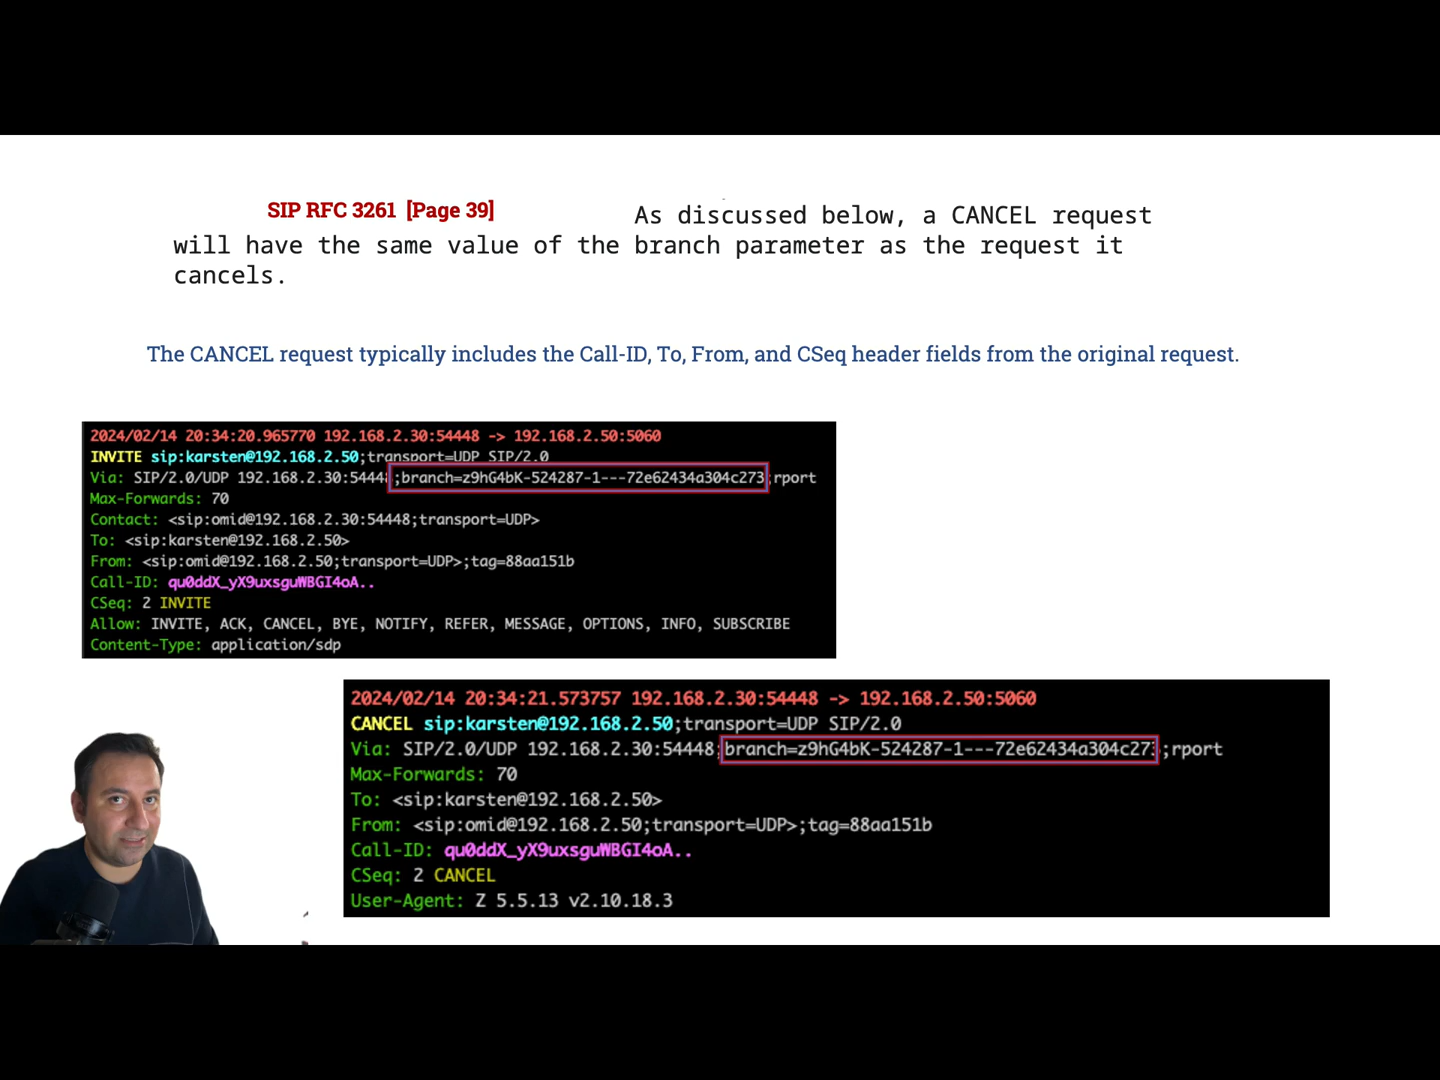 SIP RFC 3261 [Page 39] As discussed below, a CANCEL request
will have the same value of the branch parameter as the request it
cancels.
The CANCEL request typically includes the Call-ID, To, From, and CSeq header fields from the original request.
2024/02/14 20:34:20.965770 192.168.2.30:54448 -> 192.168.2.50:5060
INVITE sip:karsten@192.168.2.50;transport=UDP SIP/2.0
Via: SIP/2.0/UDP 192.168.2.30:54448;branch=z9hG4bK-524287-1---72e62434a304c273;rport
Max-Forwards: 70
Contact: <sip:omid@192.168.2.30:54448;transport=UDP>
To: <sip:karsten@192.168.2.50>
From: <sip:omid@192.168.2.50;transport=UDP>;tag=88aa151b
Call-ID: qu0ddX_yX9uxsguWBGI4oA..
CSeq: 2 INVITE
Allow: INVITE, ACK, CANCEL, BYE, NOTIFY, REFER, MESSAGE, OPTIONS, INFO, SUBSCRIBE
Content-Type: application/sdp
2024/02/14 20:34:21.573757 192.168.2.30:54448 -> 192.168.2.50:5060
CANCEL sip:karsten@192.168.2.50;transport=UDP SIP/2.0
Via: SIP/2.0/UDP 192.168.2.30:54448;branch=z9hG4bK-524287-1---72e62434a304c273;rport
Max-Forwards: 70
To: <sip:karsten@192.168.2.50>
From: <sip:omid@192.168.2.50;transport=UDP>;tag=88aa151b
Call-ID: qu0ddX_yX9uxsguWBGI4oA..
CSeq: 2 CANCEL
User-Agent: Z 5.5.13 v2.10.18.3